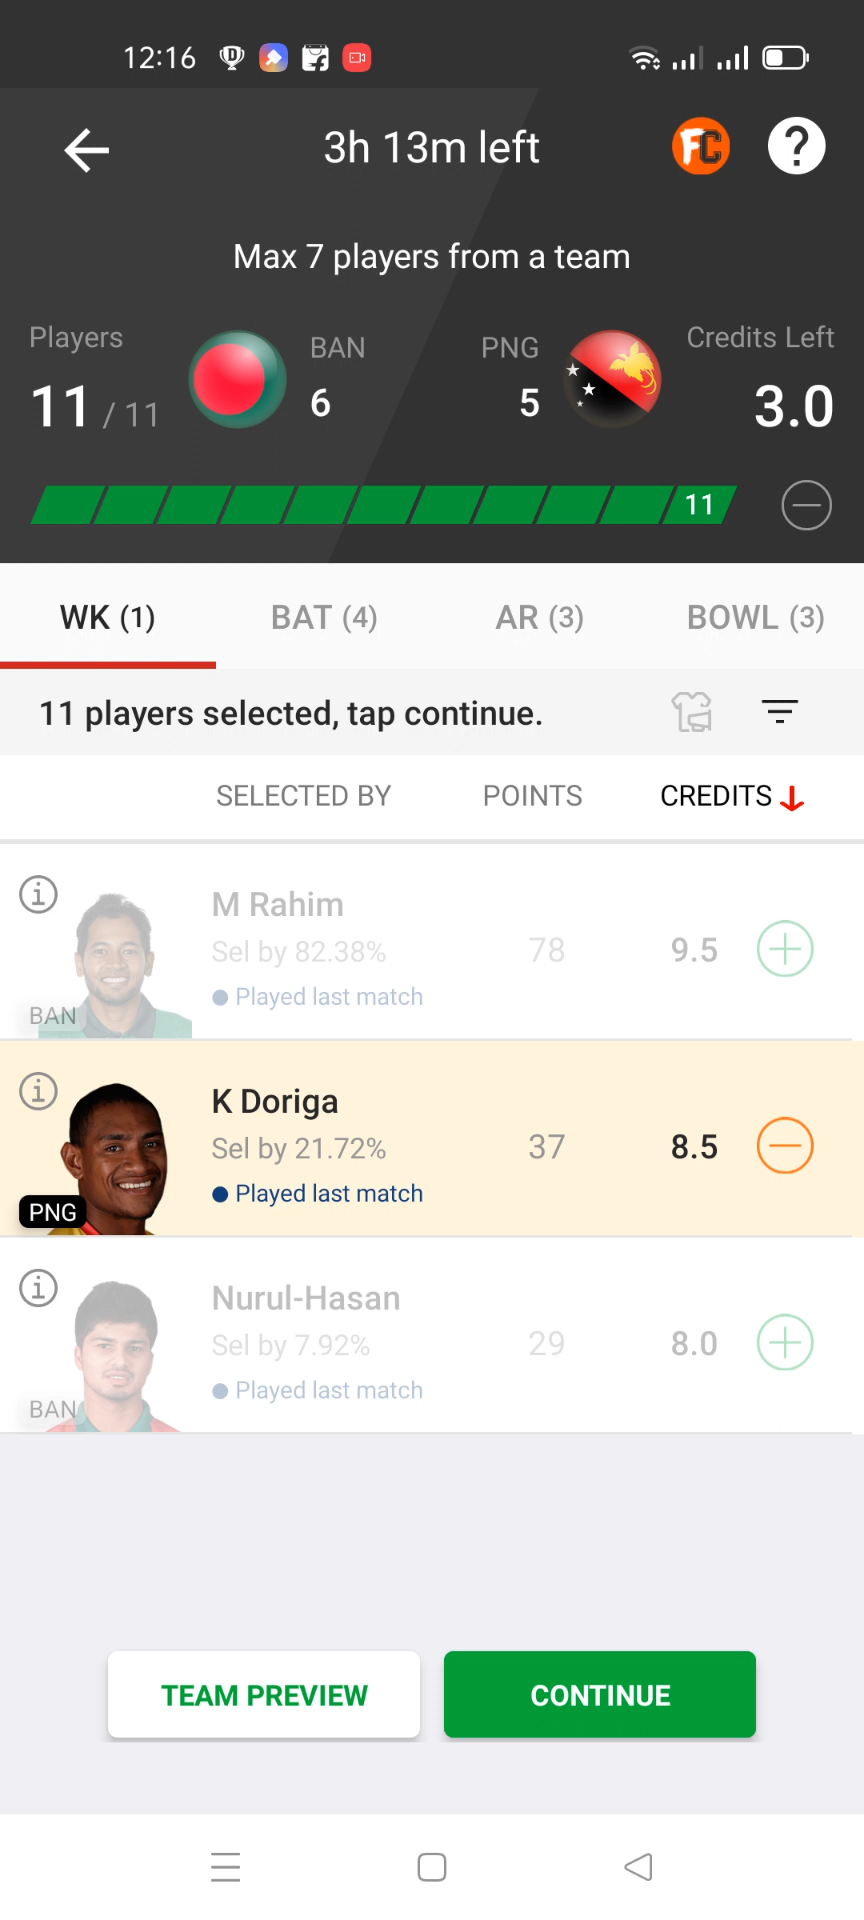 12:16
3h 13m left
FC
?
Max 7 players from a team
Players
BAN
PNG
Credits Left
11 / 11
6
5
3.0
11
WK (1)
BAT (4)
AR (3)
BOWL (3)
11 players selected, tap continue.
SELECTED BY
POINTS
CREDITS
M Rahim
Sel by 82.38%
78
9.5
Played last match
BAN
K Doriga
Sel by 21.72%
37
8.5
Played last match
PNG
Nurul-Hasan
Sel by 7.92%
29
8.0
Played last match
BAN
TEAM PREVIEW
CONTINUE